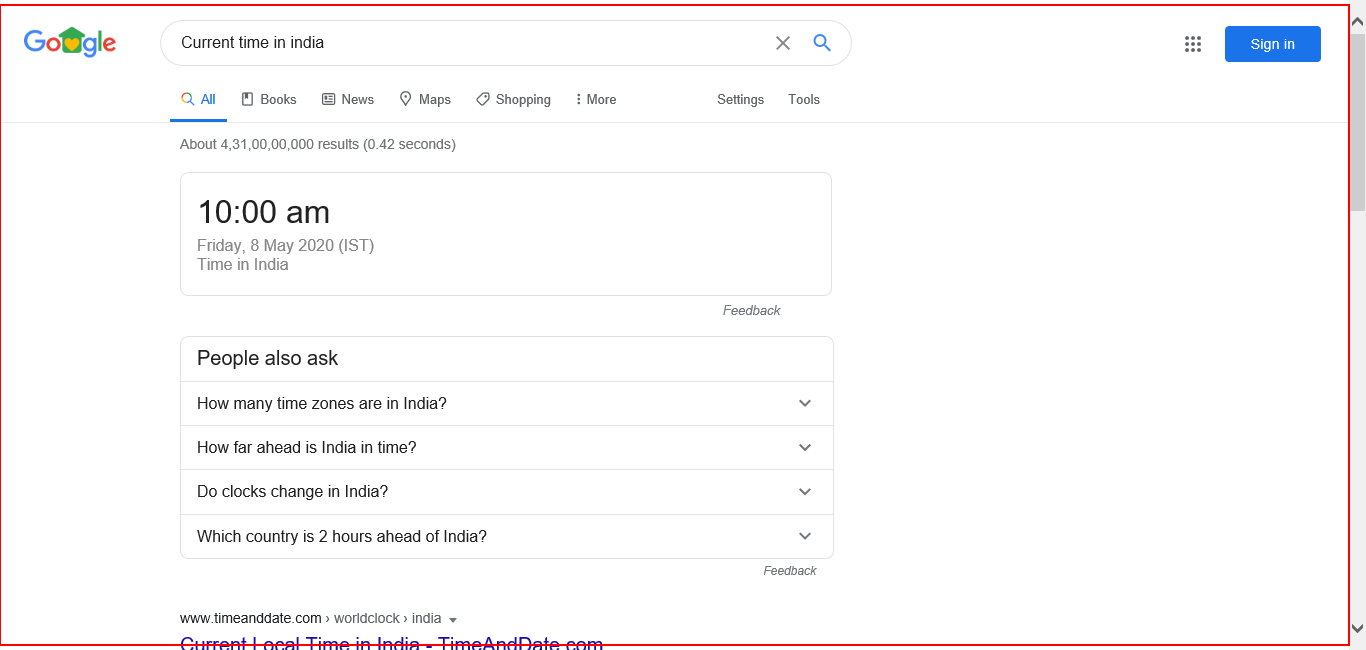 Google
Current time in india
Sign in
All Books News Maps Shopping More Settings Tools
About 4,31,00,00,000 results (0.42 seconds)
10:00 am
Friday, 8 May 2020 (IST)
Time in India
Feedback
People also ask
How many time zones are in India?
How far ahead is India in time?
Do clocks change in India?
Which country is 2 hours ahead of India?
Feedback
www.timeanddate.com › worldclock › india
Current Local Time in India - TimeAndDate.com